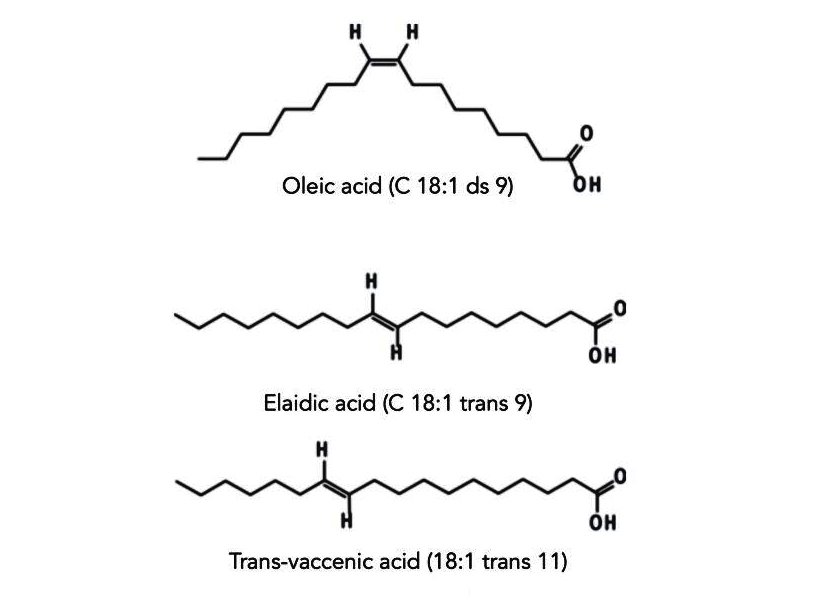 H H
O
OH
Oleic acid (C 18:1 ds 9)
H
O
H
OH
Elaidic acid (C 18:1 trans 9)
H
O
H
OH
Trans-vaccenic acid (18:1 trans 11)